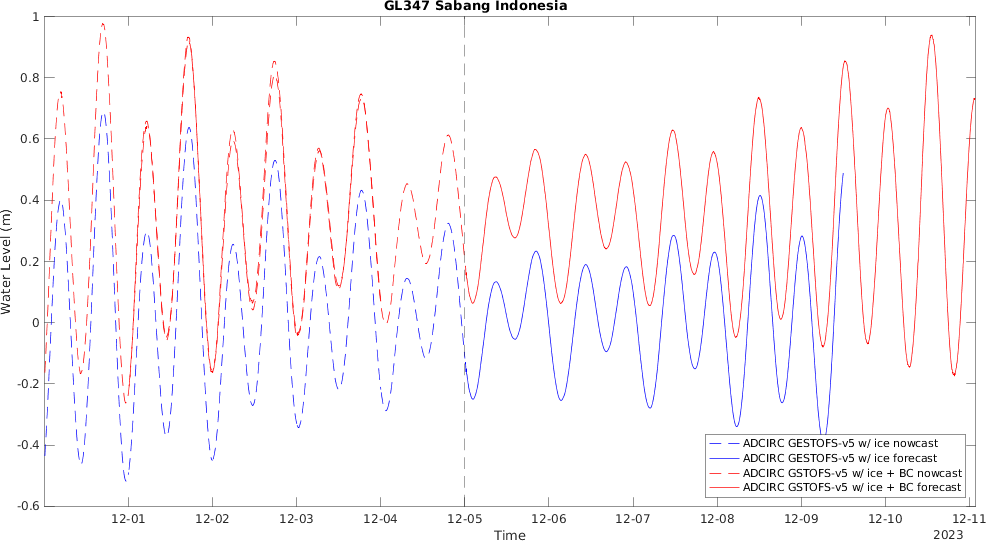 GL347 Sabang Indonesia
Water Level (m)
1
0.8
0.6
0.4
0.2
0
-0.2
-0.4
-0.6
ADCIRC GESTOFS-v5 w/ ice nowcast
ADCIRC GESTOFS-v5 w/ ice forecast
ADCIRC GSTOFS-v5 w/ ice + BC nowcast
ADCIRC GSTOFS-v5 w/ ice + BC forecast
12-01 12-02 12-03 12-04 12-05 12-06 12-07 12-08 12-09 12-10 12-11
Time
2023